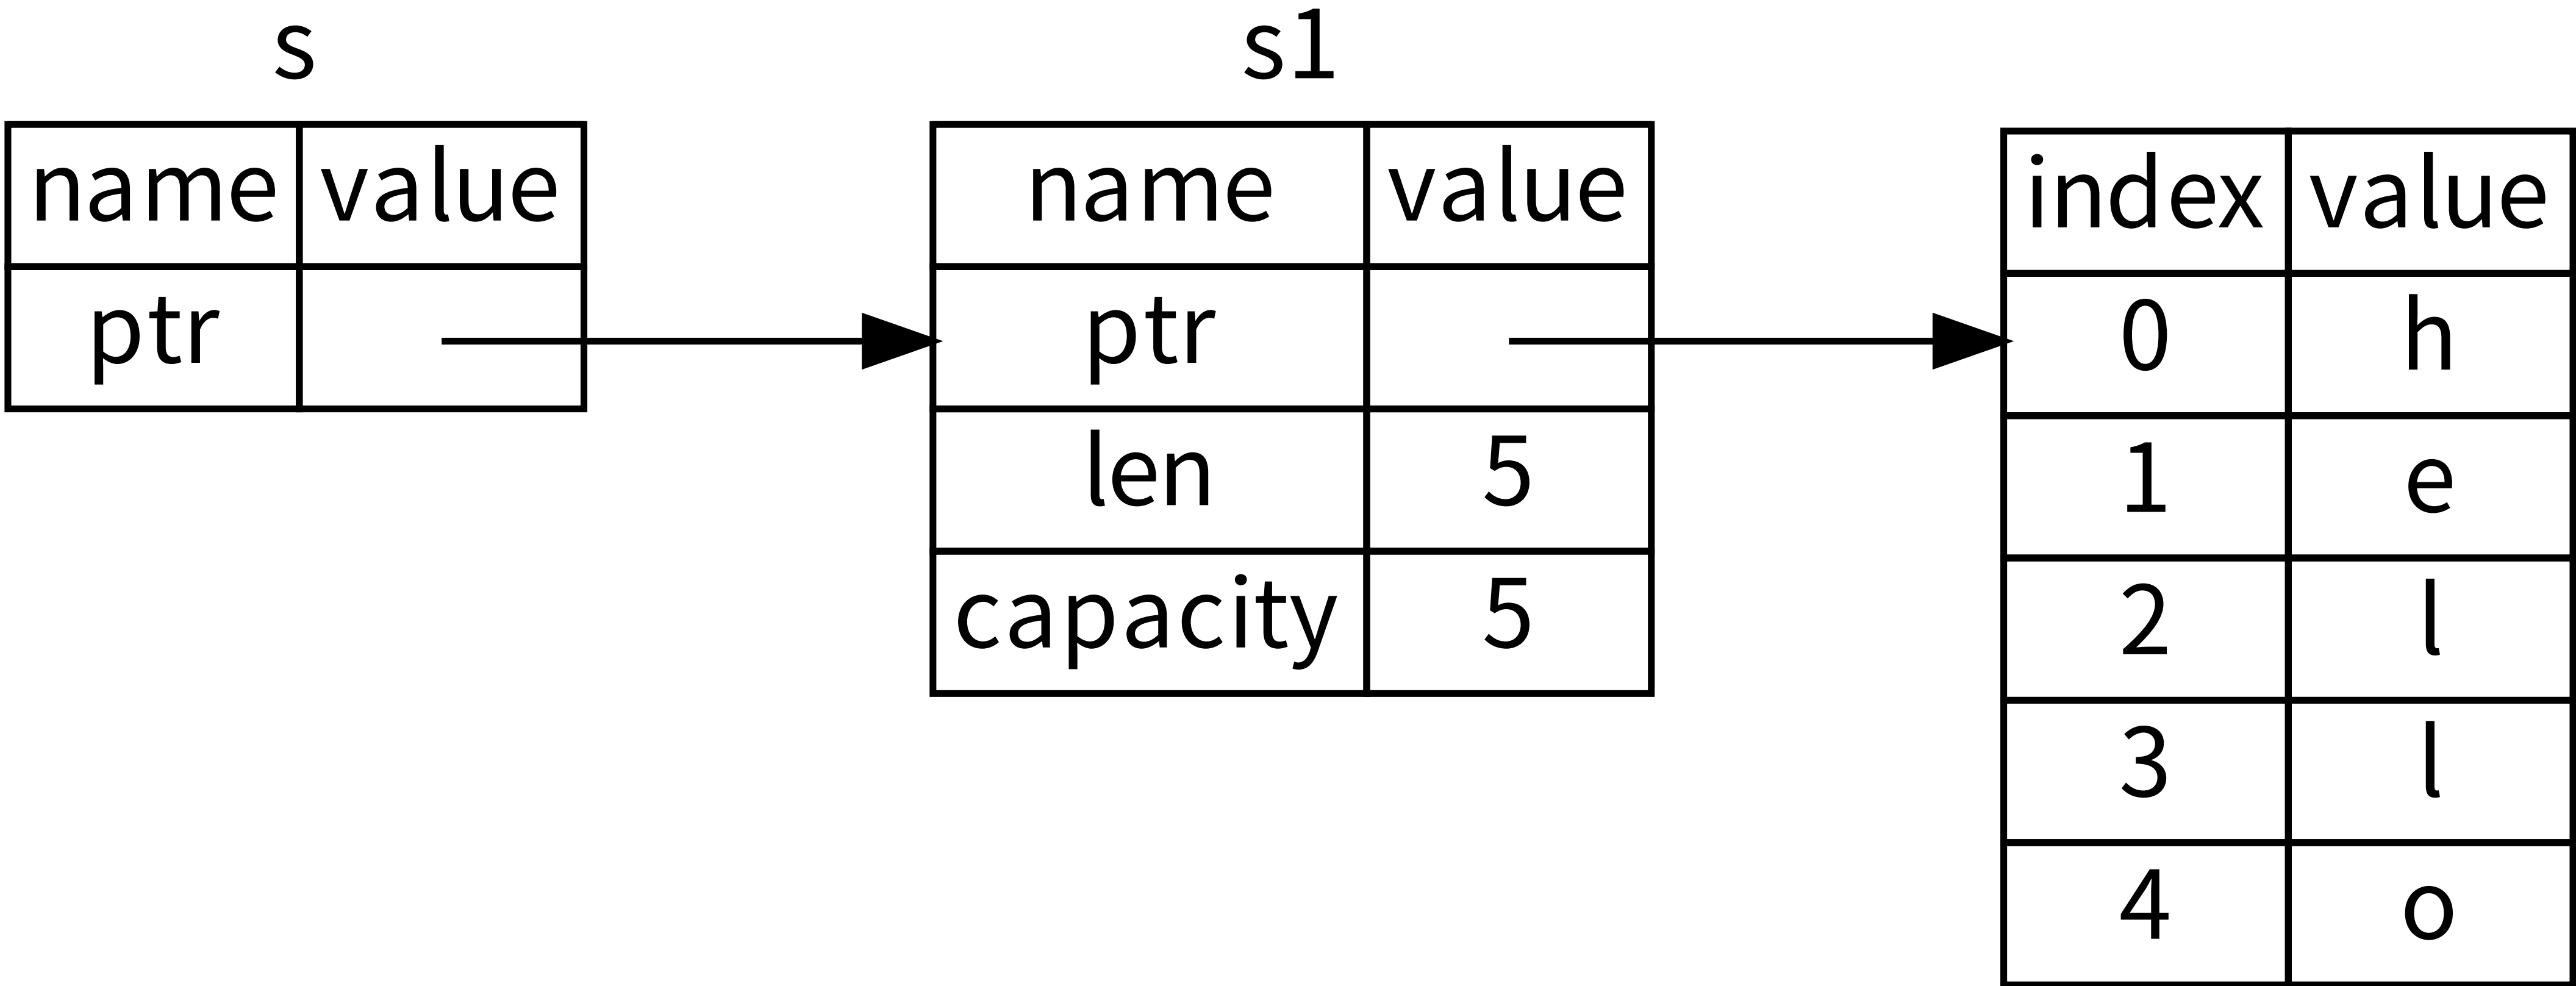 s
name value
ptr
s1
name value
ptr
len 5
capacity 5
index value
0 h
1 e
2 l
3 l
4 o